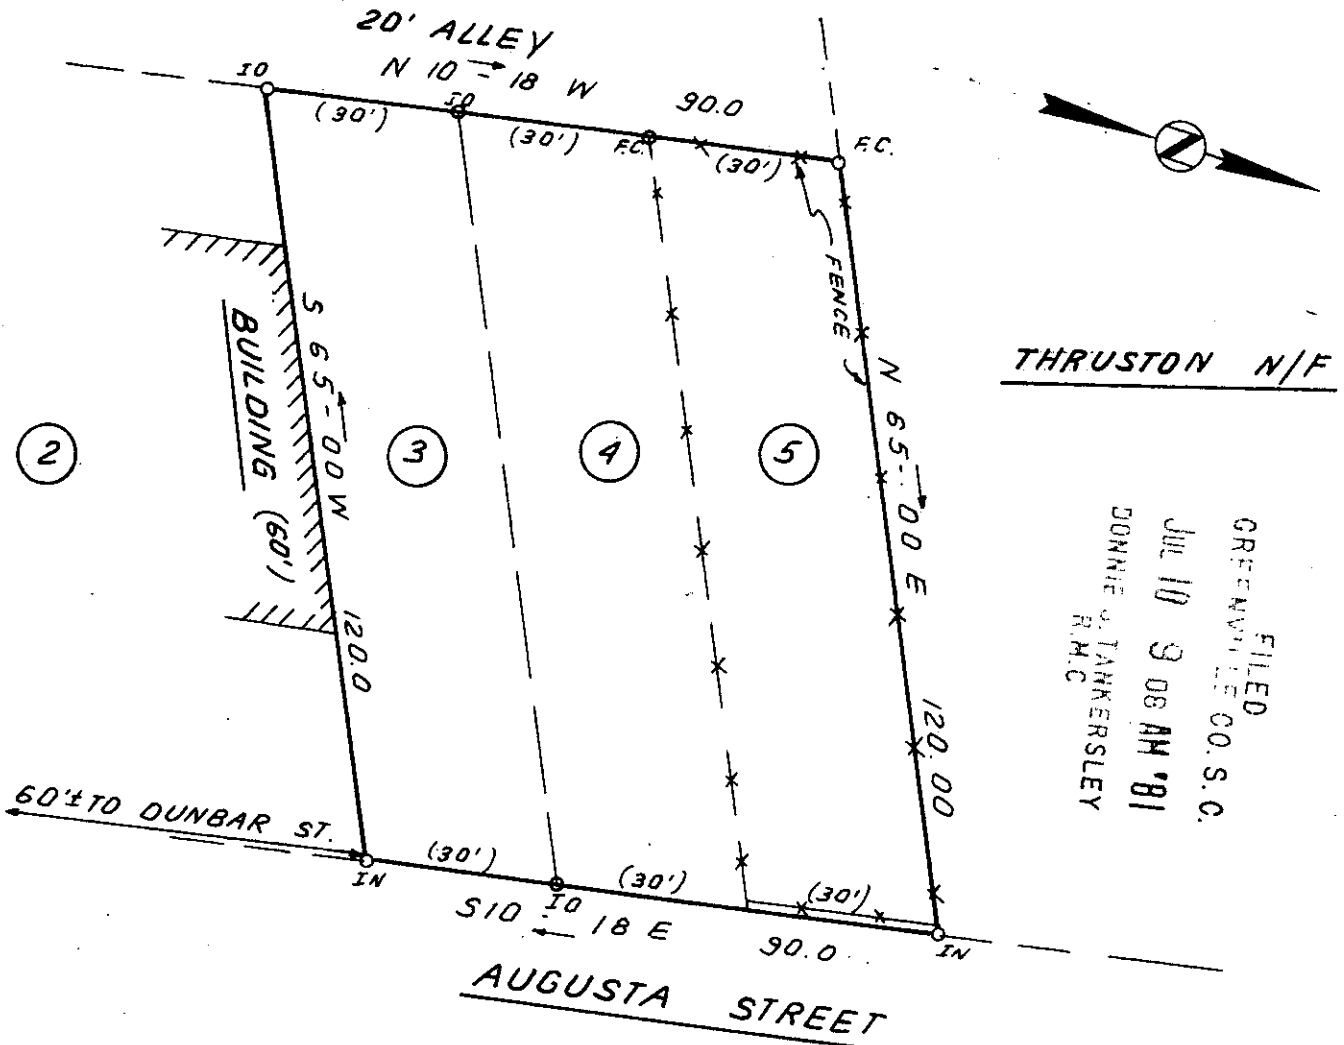 20' ALLEY
N 10 - 18 W
90.0
IO
IO
F.C.
F.C.
(30')
(30')
(30')
FENCE
S 65 - 00 W
120.0
BUILDING (60')
N 65 - 00 E
120.00
THRUSTON N/F
2
3
4
5
FILED
GREENVILLE CO. S. C.
JUL 10 9 08 AM '81
DONNIE S. TANKERSLEY
R.M.C
60'± TO DUNBAR ST.
(30')
(30')
(30')
IN
IO
IN
S 10 - 18 E
90.0
AUGUSTA STREET